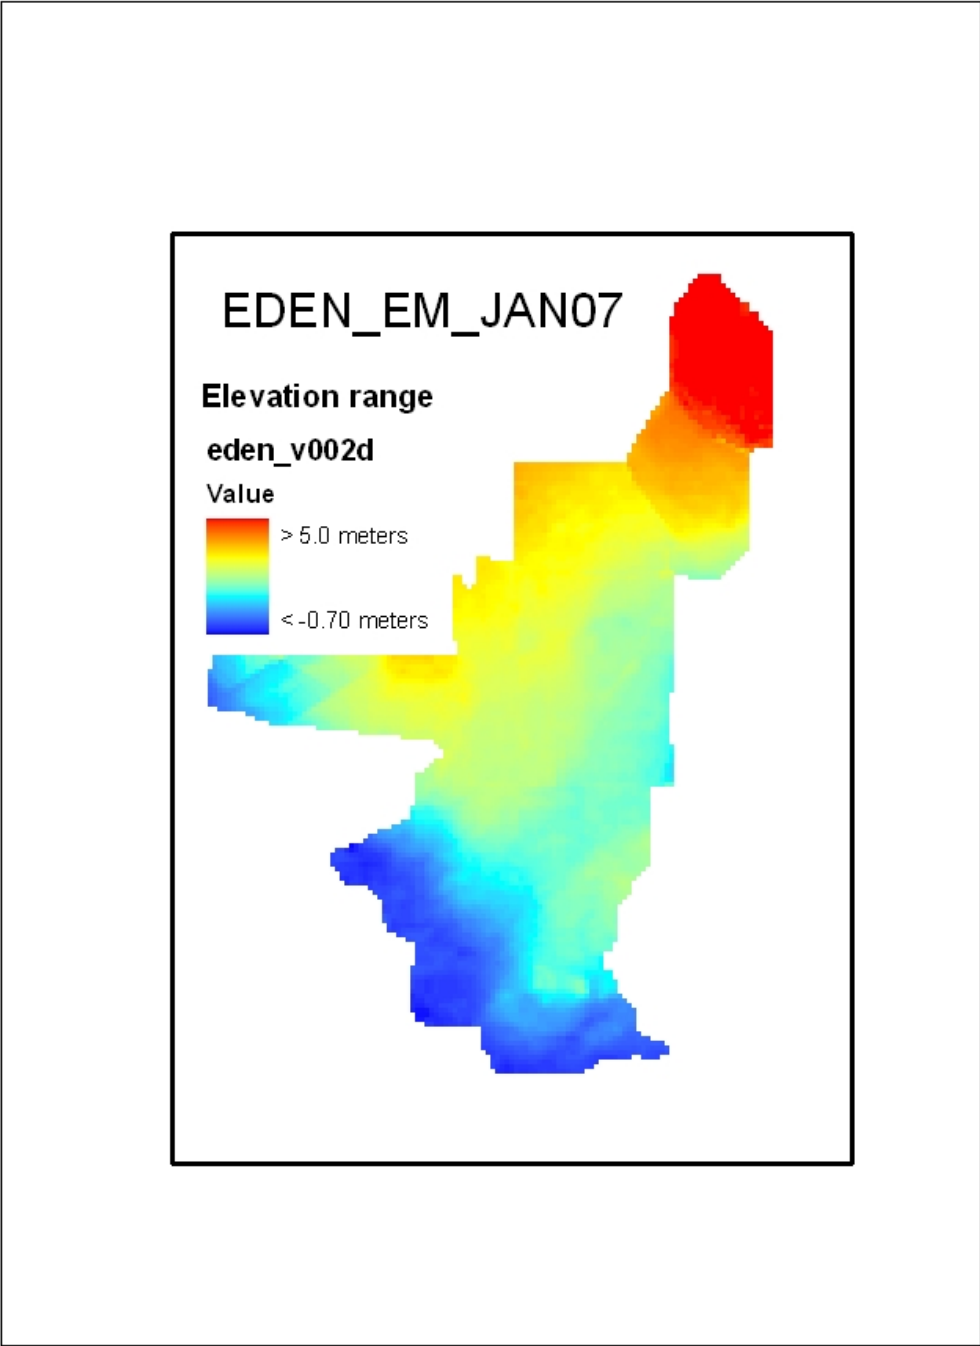 EDEN_EM_JAN07
Elevation range
eden_v002d
Value
> 5.0 meters
< -0.70 meters